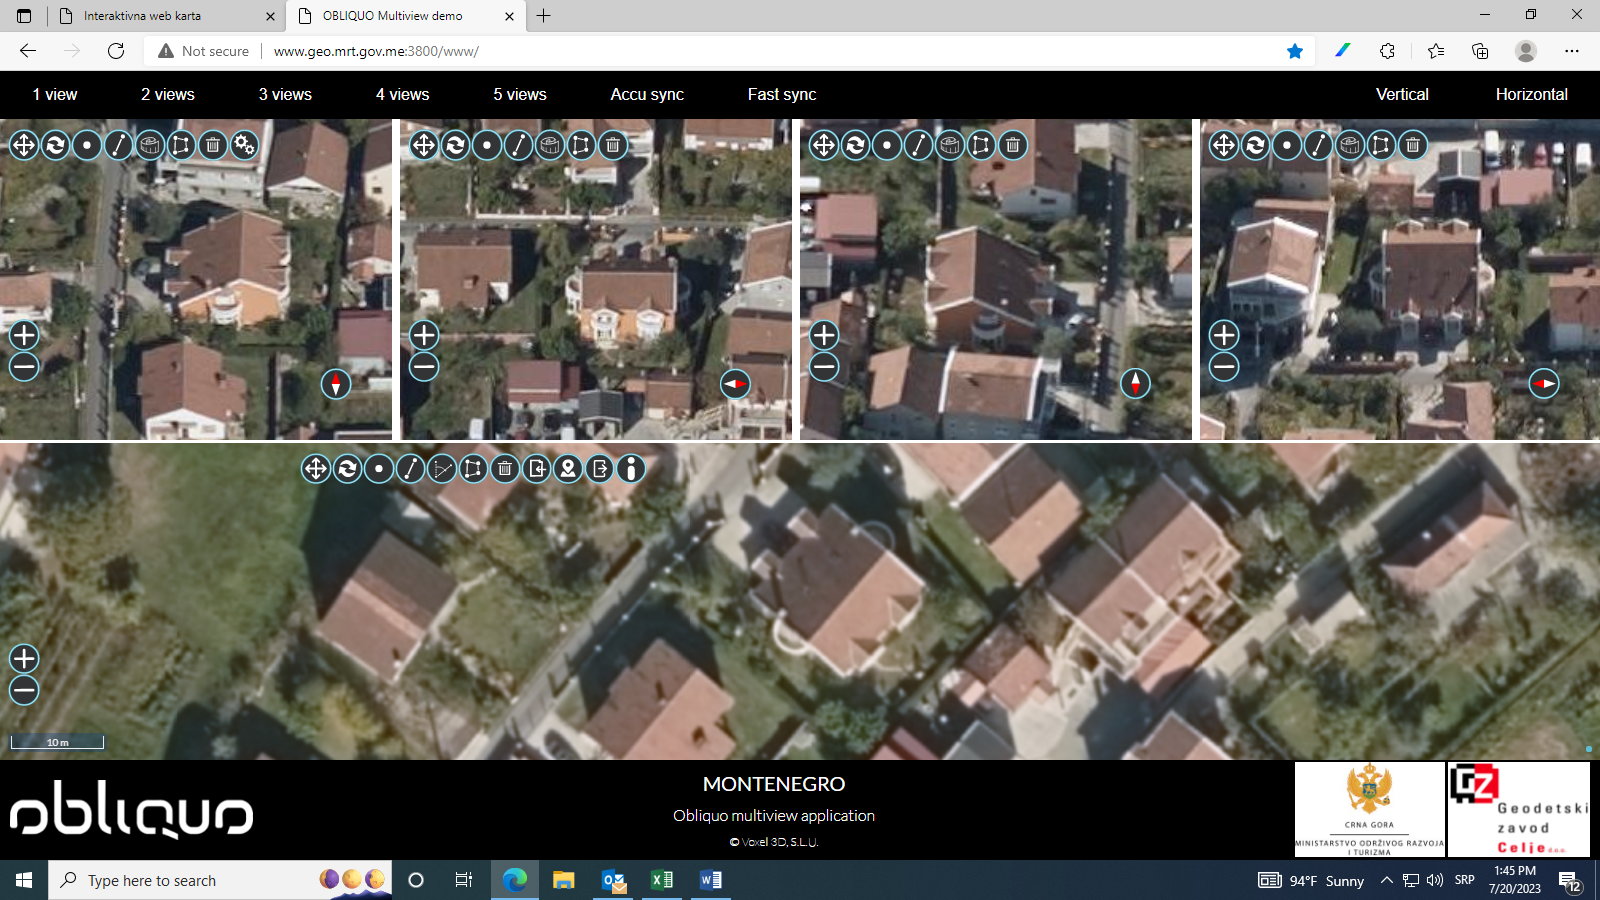 Interaktivna web karta
OBLIQUO Multiview demo
Not secure
www.geo.mrt.gov.me:3800/www/
1 view
2 views
3 views
4 views
5 views
Accu sync
Fast sync
Vertical
Horizontal
10 m
obliquo
MONTENEGRO
Obliquo multiview application
© Voxel 3D, S.L.U.
CRNA GORA
MINISTARSTVO ODRŽIVOG RAZVOJA
I TURIZMA
GZ
Geodetski
zavod
Celje d.o.o.
Type here to search
94°F Sunny
SRP
1:45 PM
7/20/2023
12